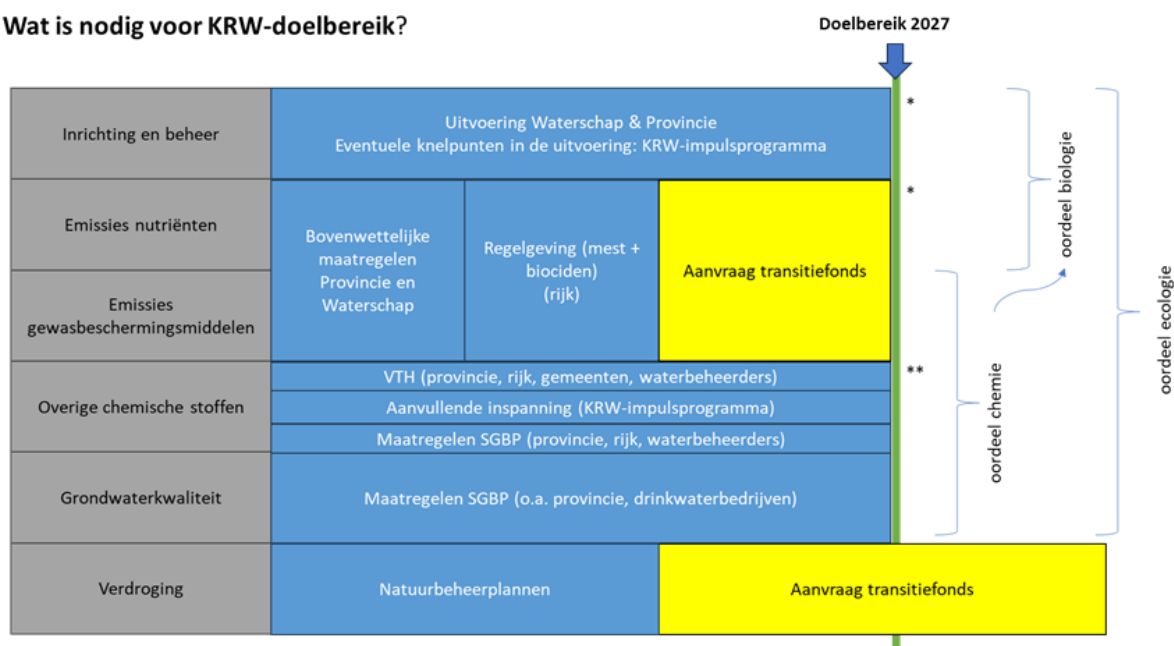 Wat is nodig voor KRW-doelbereik?
Doelbereik 2027
Inrichting en beheer
Uitvoering Waterschap & Provincie
Eventuele knelpunten in de uitvoering: KRW-impulsprogramma
*
Emissies nutriënten
Bovenwettelijke
maatregelen
Provincie en
Waterschap
Regelgeving (mest +
biociden)
(rijk)
Aanvraag transitiefonds
*
Emissies
gewasbeschermingsmiddelen
Overige chemische stoffen
VTH (provincie, rijk, gemeenten, waterbeheerders)
Aanvullende inspanning (KRW-impulsprogramma)
Maatregelen SGBP (provincie, rijk, waterbeheerders)
**
Grondwaterkwaliteit
Maatregelen SGBP (o.a. provincie, drinkwaterbedrijven)
Verdroging
Natuurbeheerplannen
Aanvraag transitiefonds
oordeel biologie
oordeel chemie
oordeel ecologie